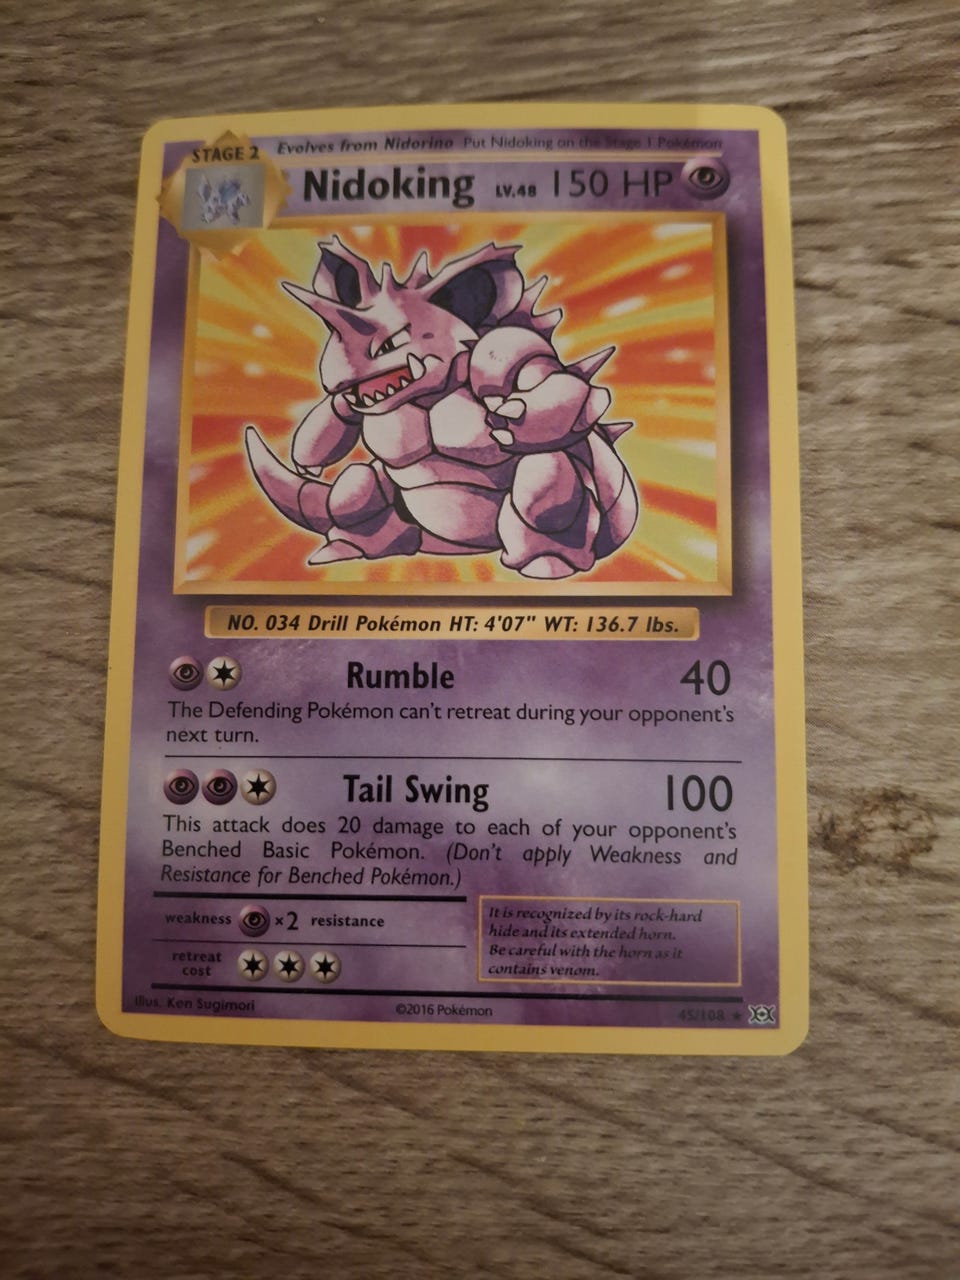 STAGE 2 Evolves from Nidorino Put Nidoking on the Stage 1 Pokémon
Nidoking LV.48 150 HP
NO. 034 Drill Pokémon HT: 4'07" WT: 136.7 lbs.
Rumble 40
The Defending Pokémon can't retreat during your opponent's
next turn.
Tail Swing 100
This attack does 20 damage to each of your opponent's
Benched Basic Pokémon. (Don't apply Weakness and
Resistance for Benched Pokémon.)
weakness ×2 resistance
retreat
cost
It is recognized by its rock-hard
hide and its extended horn.
Be careful with the horn as it
contains venom.
Illus. Ken Sugimori ©2016 Pokémon 45/108 ★